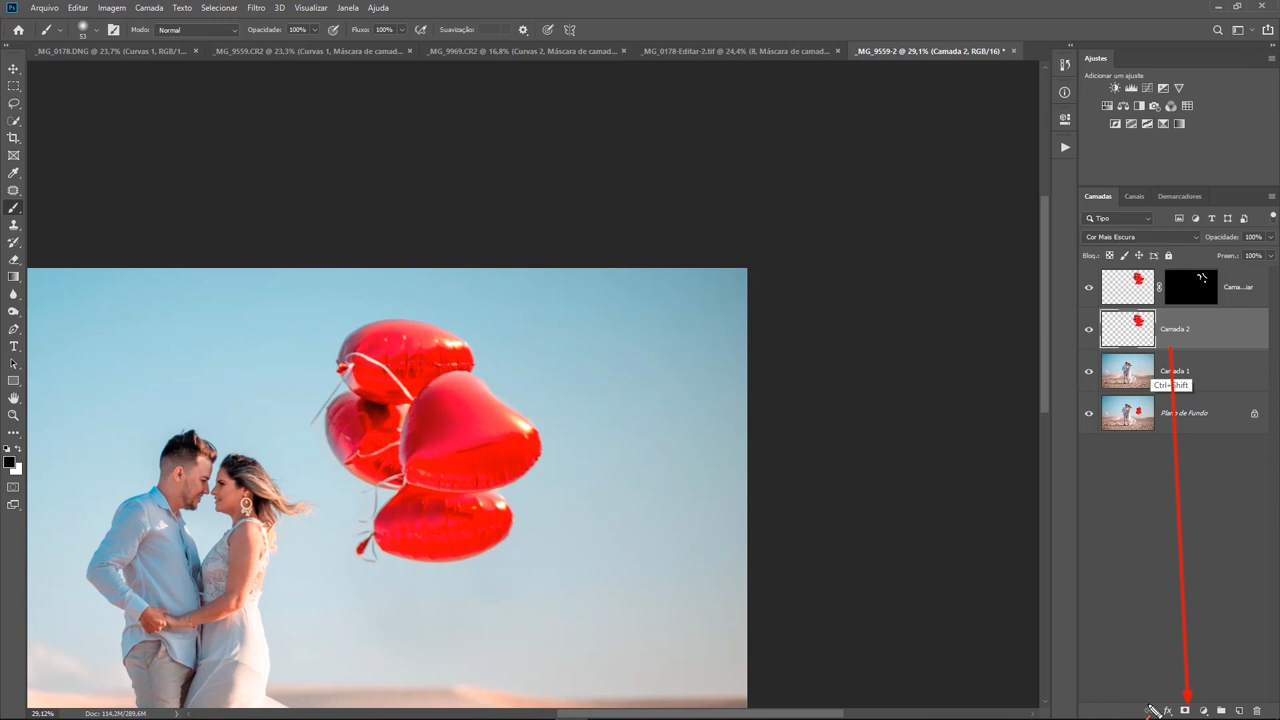 Ps Arquivo Editar Imagem Camada Texto Selecionar Filtro 3D Visualizar Janela Ajuda
53 Modo: Normal Opacidade: 100% Fluxo: 100% Suavização:
_MG_0178.DNG @ 23,7% (Curvas 1, RGB/1... × _MG_9559.CR2 @ 23,3% (Curvas 1, Máscara de camad... × _MG_9969.CR2 @ 16,8% (Curvas 2, Máscara de camad... × _MG_0178-Editar-2.tif @ 24,4% (8, Máscara de camad... × _MG_9559-2 @ 29,1% (Camada 2, RGB/16) * ×
Ajustes
Adicionar um ajuste
Camadas Canais Demarcadores
Tipo
Cor Mais Escura Opacidade: 100%
Bloq.: Preen.: 100%
Cama...iar
Camada 2
Camada 1
Ctrl+Shift
Plano de Fundo
29,12% Doc: 114,2M/289,6M
fx